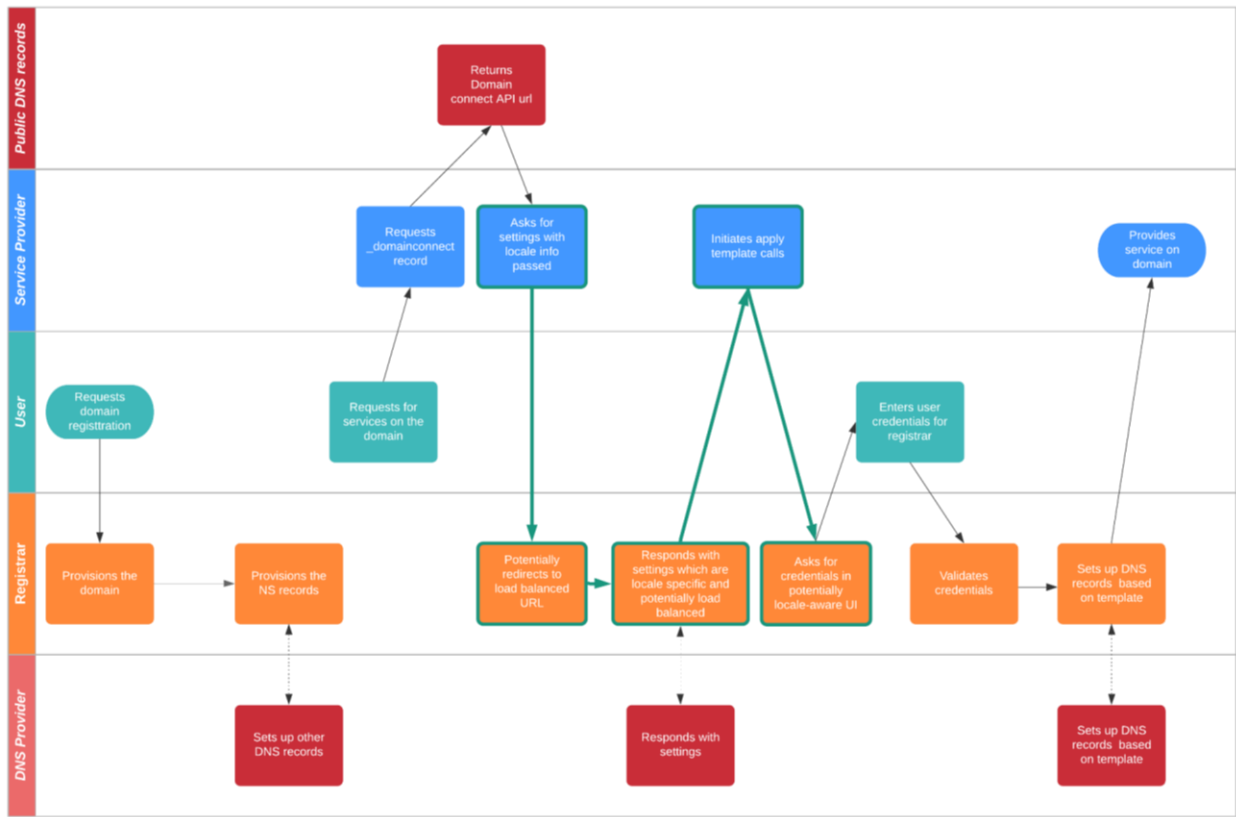 Public DNS records
Returns
Domain
connect API url
Service Provider
Requests
_domainconnect
record
Asks for
settings with
locale info
passed
Initiates apply
template calls
Provides
service on
domain
User
Requests
domain
registtration
Requests for
services on the
domain
Enters user
credentials for
registrar
Registrar
Provisions the
domain
Provisions the
NS records
Potentially
redirects to
load balanced
URL
Responds with
settings which are
locale specific and
potentially load
balanced
Asks for
credentials in
potentially
locale-aware UI
Validates
credentials
Sets up DNS
records based
on template
DNS Provider
Sets up other
DNS records
Responds with
settings
Sets up DNS
records based
on template